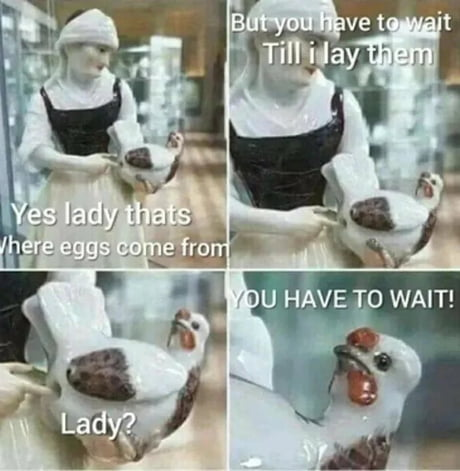 Yes lady thats
Where eggs come from
But you have to wait
Till i lay them
Lady?
YOU HAVE TO WAIT!